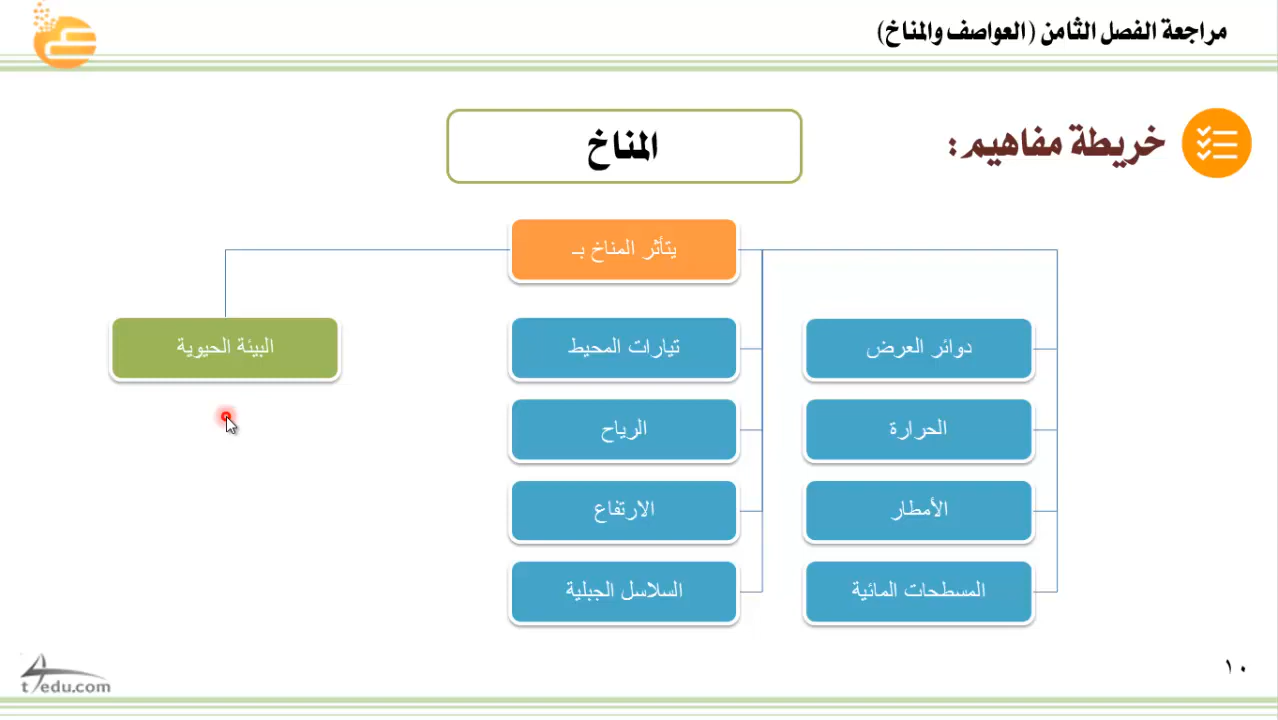 مراجعة الفصل الثامن (العواصف والمناخ)
خريطة مفاهيم:
المناخ
يتأثر المناخ بـ
دوائر العرض
الحرارة
الأمطار
المسطحات المائية
تيارات المحيط
الرياح
الارتفاع
السلاسل الجبلية
البيئة الحيوية
١٠
t4edu.com